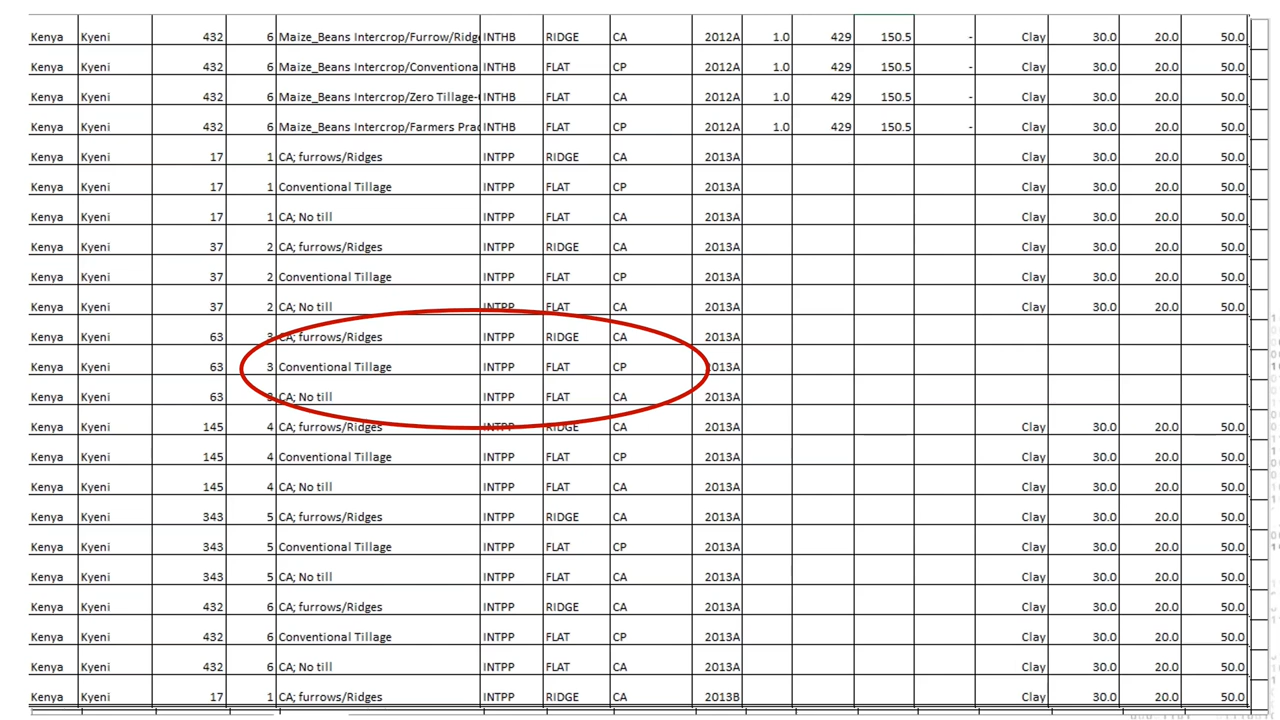 Kenya Kyeni 432 6 Maize_Beans Intercrop/Furrow/Ridge INTHB RIDGE CA 2012A 1.0 429 150.5 - Clay 30.0 20.0 50.0
Kenya Kyeni 432 6 Maize_Beans Intercrop/Conventiona INTHB FLAT CP 2012A 1.0 429 150.5 - Clay 30.0 20.0 50.0
Kenya Kyeni 432 6 Maize_Beans Intercrop/Zero Tillage- INTHB FLAT CA 2012A 1.0 429 150.5 - Clay 30.0 20.0 50.0
Kenya Kyeni 432 6 Maize_Beans Intercrop/Farmers Prac INTHB FLAT CP 2012A 1.0 429 150.5 - Clay 30.0 20.0 50.0
Kenya Kyeni 17 1 CA; furrows/Ridges INTPP RIDGE CA 2013A Clay 30.0 20.0 50.0
Kenya Kyeni 17 1 Conventional Tillage INTPP FLAT CP 2013A Clay 30.0 20.0 50.0
Kenya Kyeni 17 1 CA; No till INTPP FLAT CA 2013A Clay 30.0 20.0 50.0
Kenya Kyeni 37 2 CA; furrows/Ridges INTPP RIDGE CA 2013A Clay 30.0 20.0 50.0
Kenya Kyeni 37 2 Conventional Tillage INTPP FLAT CP 2013A Clay 30.0 20.0 50.0
Kenya Kyeni 37 2 CA; No till INTPP FLAT CA 2013A Clay 30.0 20.0 50.0
Kenya Kyeni 63 3 CA; furrows/Ridges INTPP RIDGE CA 2013A
Kenya Kyeni 63 3 Conventional Tillage INTPP FLAT CP 2013A
Kenya Kyeni 63 3 CA; No till INTPP FLAT CA 2013A
Kenya Kyeni 145 4 CA; furrows/Ridges INTPP RIDGE CA 2013A Clay 30.0 20.0 50.0
Kenya Kyeni 145 4 Conventional Tillage INTPP FLAT CP 2013A Clay 30.0 20.0 50.0
Kenya Kyeni 145 4 CA; No till INTPP FLAT CA 2013A Clay 30.0 20.0 50.0
Kenya Kyeni 343 5 CA; furrows/Ridges INTPP RIDGE CA 2013A Clay 30.0 20.0 50.0
Kenya Kyeni 343 5 Conventional Tillage INTPP FLAT CP 2013A Clay 30.0 20.0 50.0
Kenya Kyeni 343 5 CA; No till INTPP FLAT CA 2013A Clay 30.0 20.0 50.0
Kenya Kyeni 432 6 CA; furrows/Ridges INTPP RIDGE CA 2013A Clay 30.0 20.0 50.0
Kenya Kyeni 432 6 Conventional Tillage INTPP FLAT CP 2013A Clay 30.0 20.0 50.0
Kenya Kyeni 432 6 CA; No till INTPP FLAT CA 2013A Clay 30.0 20.0 50.0
Kenya Kyeni 17 1 CA; furrows/Ridges INTPP RIDGE CA 2013B Clay 30.0 20.0 50.0